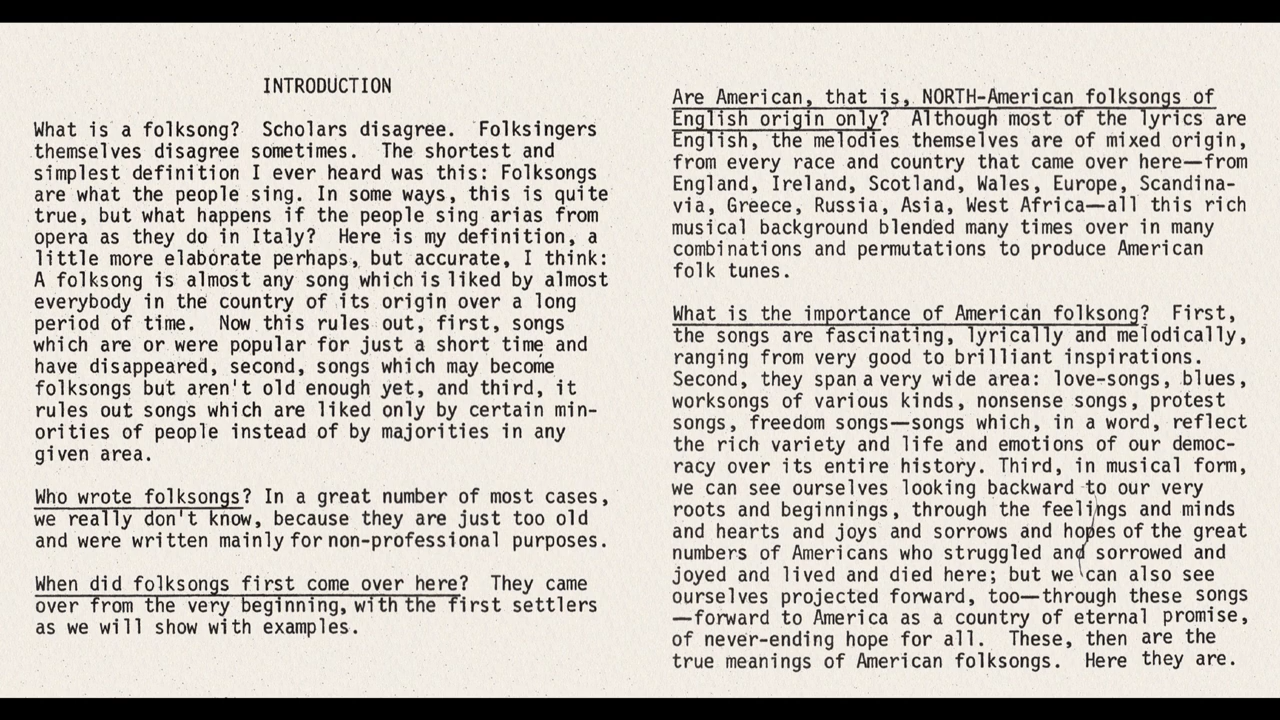 INTRODUCTION
What is a folksong?  Scholars disagree.  Folksingers
themselves disagree sometimes.  The shortest and
simplest definition I ever heard was this: Folksongs
are what the people sing. In some ways, this is quite
true, but what happens if the people sing arias from
opera as they do in Italy?  Here is my definition, a
little more elaborate perhaps, but accurate, I think:
A folksong is almost any song which is liked by almost
everybody in the country of its origin over a long
period of time.  Now this rules out, first, songs
which are or were popular for just a short time and
have disappeared, second, songs which may become
folksongs but aren't old enough yet, and third, it
rules out songs which are liked only by certain min-
orities of people instead of by majorities in any
given area.
Who wrote folksongs? In a great number of most cases,
we really don't know, because they are just too old
and were written mainly for non-professional purposes.
When did folksongs first come over here?  They came
over from the very beginning, with the first settlers
as we will show with examples.
Are American, that is, NORTH-American folksongs of
English origin only?  Although most of the lyrics are
English, the melodies themselves are of mixed origin,
from every race and country that came over here—from
England, Ireland, Scotland, Wales, Europe, Scandina-
via, Greece, Russia, Asia, West Africa—all this rich
musical background blended many times over in many
combinations and permutations to produce American
folk tunes.
What is the importance of American folksong?  First,
the songs are fascinating, lyrically and melodically,
ranging from very good to brilliant inspirations.
Second, they span a very wide area: love-songs, blues,
worksongs of various kinds, nonsense songs, protest
songs, freedom songs—songs which, in a word, reflect
the rich variety and life and emotions of our democ-
racy over its entire history. Third, in musical form,
we can see ourselves looking backward to our very
roots and beginnings, through the feelings and minds
and hearts and joys and sorrows and hopes of the great
numbers of Americans who struggled and sorrowed and
joyed and lived and died here; but we can also see
ourselves projected forward, too—through these songs
—forward to America as a country of eternal promise,
of never-ending hope for all.  These, then are the
true meanings of American folksongs.  Here they are.